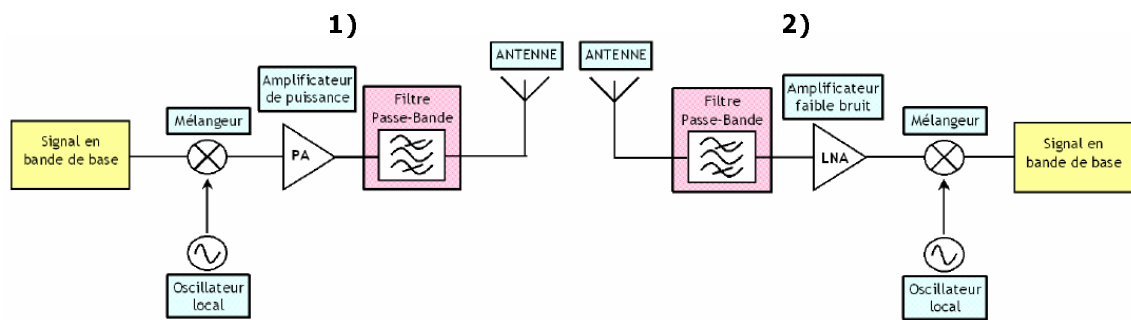 1)
2)
ANTENNE
ANTENNE
Amplificateur
de puissance
Filtre
Passe-Bande
Mélangeur
Signal en
bande de base
PA
Oscillateur
local
Filtre
Passe-Bande
Amplificateur
faible bruit
Mélangeur
LNA
Signal en
bande de base
Oscillateur
local